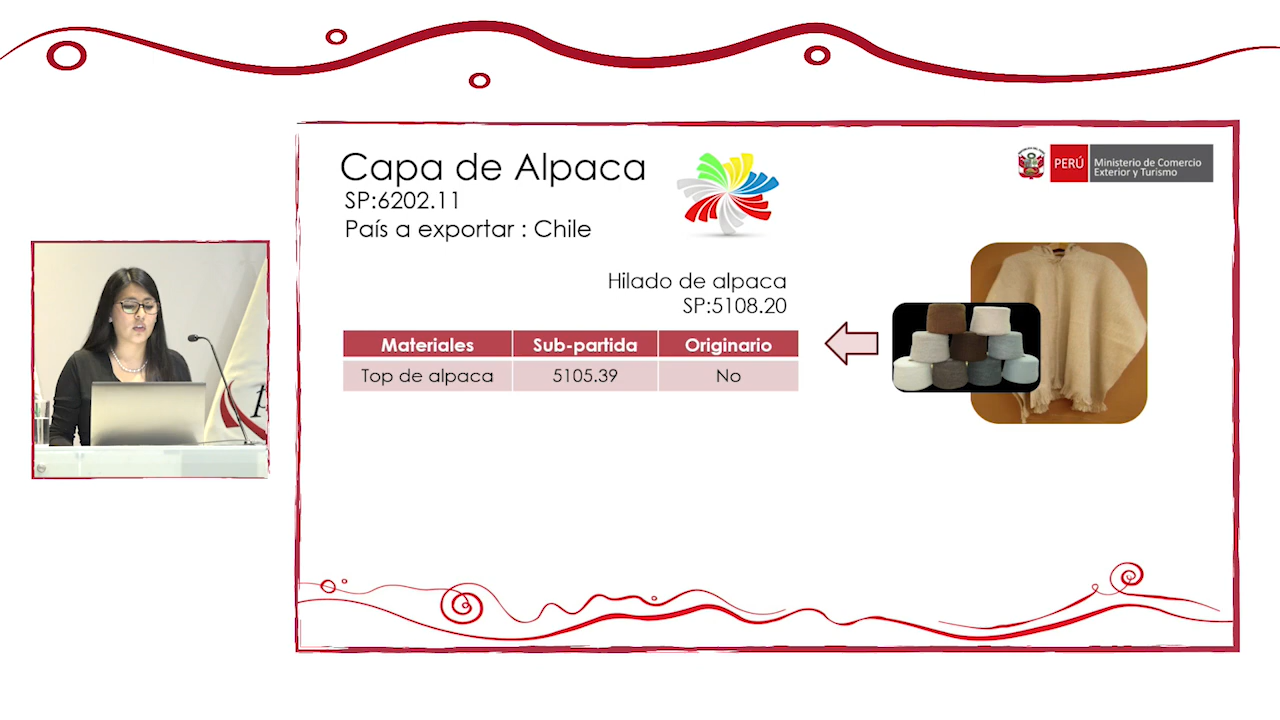 Capa de Alpaca
SP:6202.11
País a exportar : Chile
PERÚ
Ministerio de Comercio
Exterior y Turismo
Hilado de alpaca
SP:5108.20
Materiales Sub-partida Originario
Top de alpaca 5105.39 No